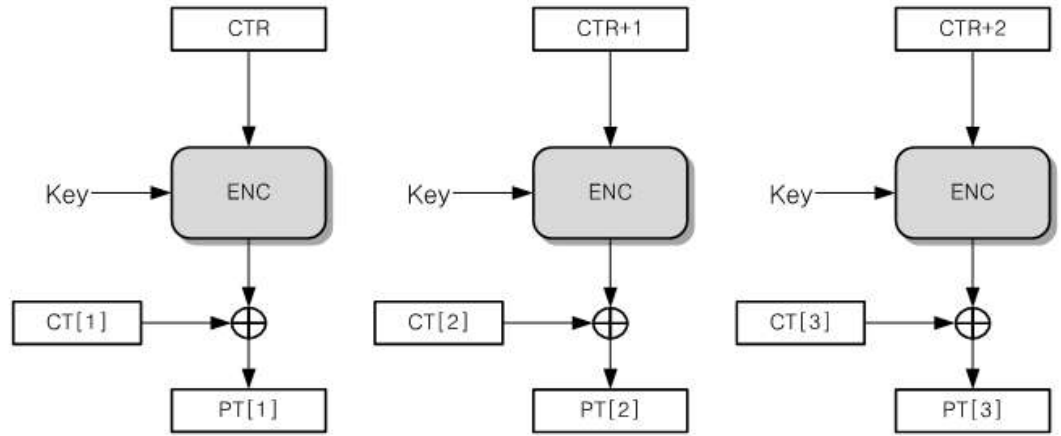 CTR CTR+1 CTR+2
Key ENC Key ENC Key ENC
CT[1] CT[2] CT[3]
PT[1] PT[2] PT[3]